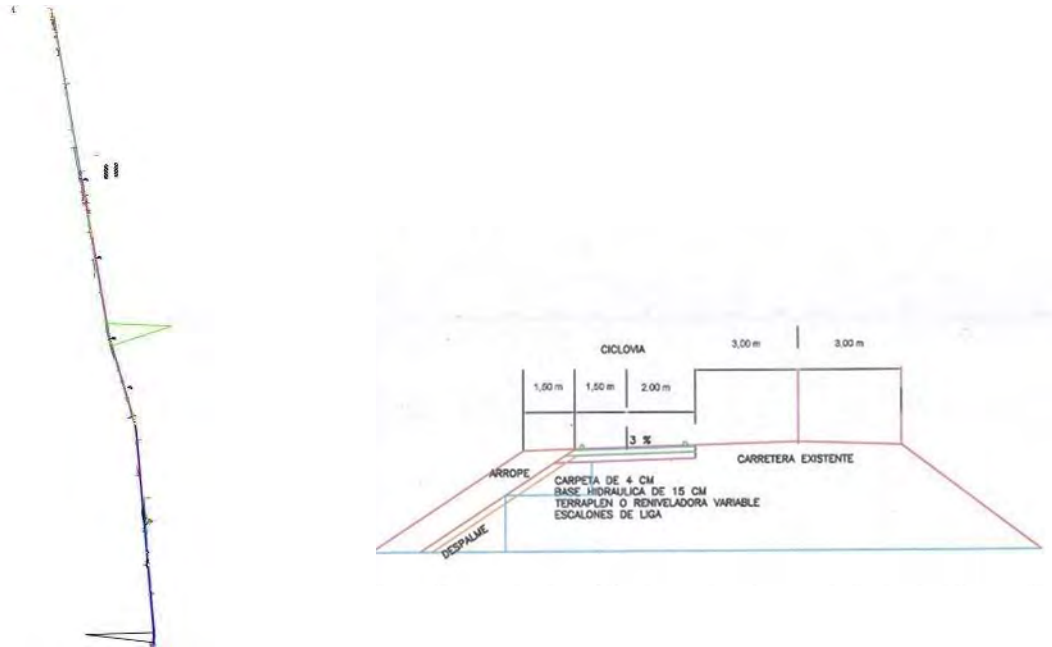 CICLOVIA
3,00 m
3,00 m
1,50 m
1,50 m
2.00 m
3 %
ARROPE
CARRETERA EXISTENTE
CARPETA DE 4 CM
BASE HIDRAULICA DE 15 CM
TERRAPLEN O RENIVELADORA VARIABLE
ESCALONES DE LIGA
DESPALME